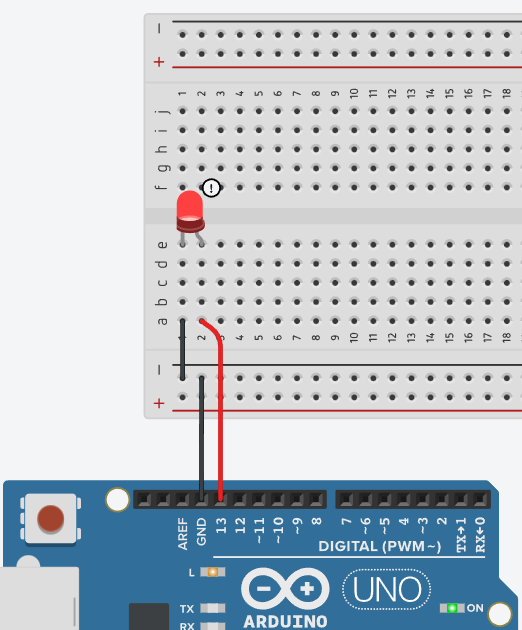 −
+
1 2 3 4 5 6 7 8 9 10 11 12 13 14 15 16 17 18
j
i
h
g
f
!
e
d
c
b
a
1 2 3 4 5 6 7 8 9 10 11 12 13 14 15 16 17 18
−
+
AREF GND 13 12 ~11 ~10 ~9 8 7 ~6 ~5 4 ~3 2 TX→1 RX←0
DIGITAL (PWM~)
L
TX
RX
UNO
ON
ARDUINO